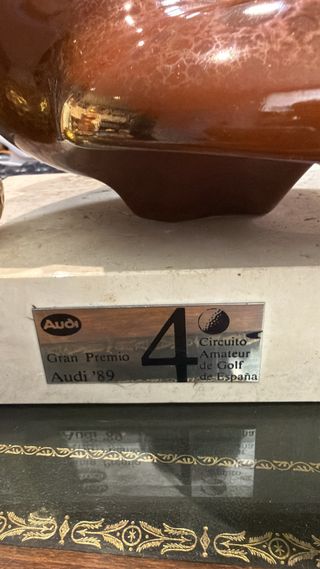 Audi
Gran Premio
Audi '89
4
Circuito
Amateur
de Golf
de España